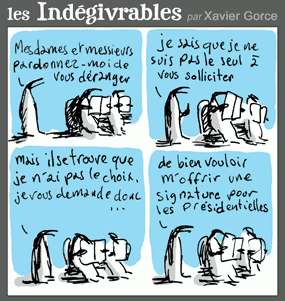 les Indégivrables par Xavier Gorce
Mesdames et messieurs
pardonnez-moi de
vous déranger
je sais que je ne
suis pas le seul à
vous solliciter
mais il se trouve que
je n'ai pas le choix.
je vous demande donc
...
de bien vouloir
m'offrir une
signature pour
les présidentielles